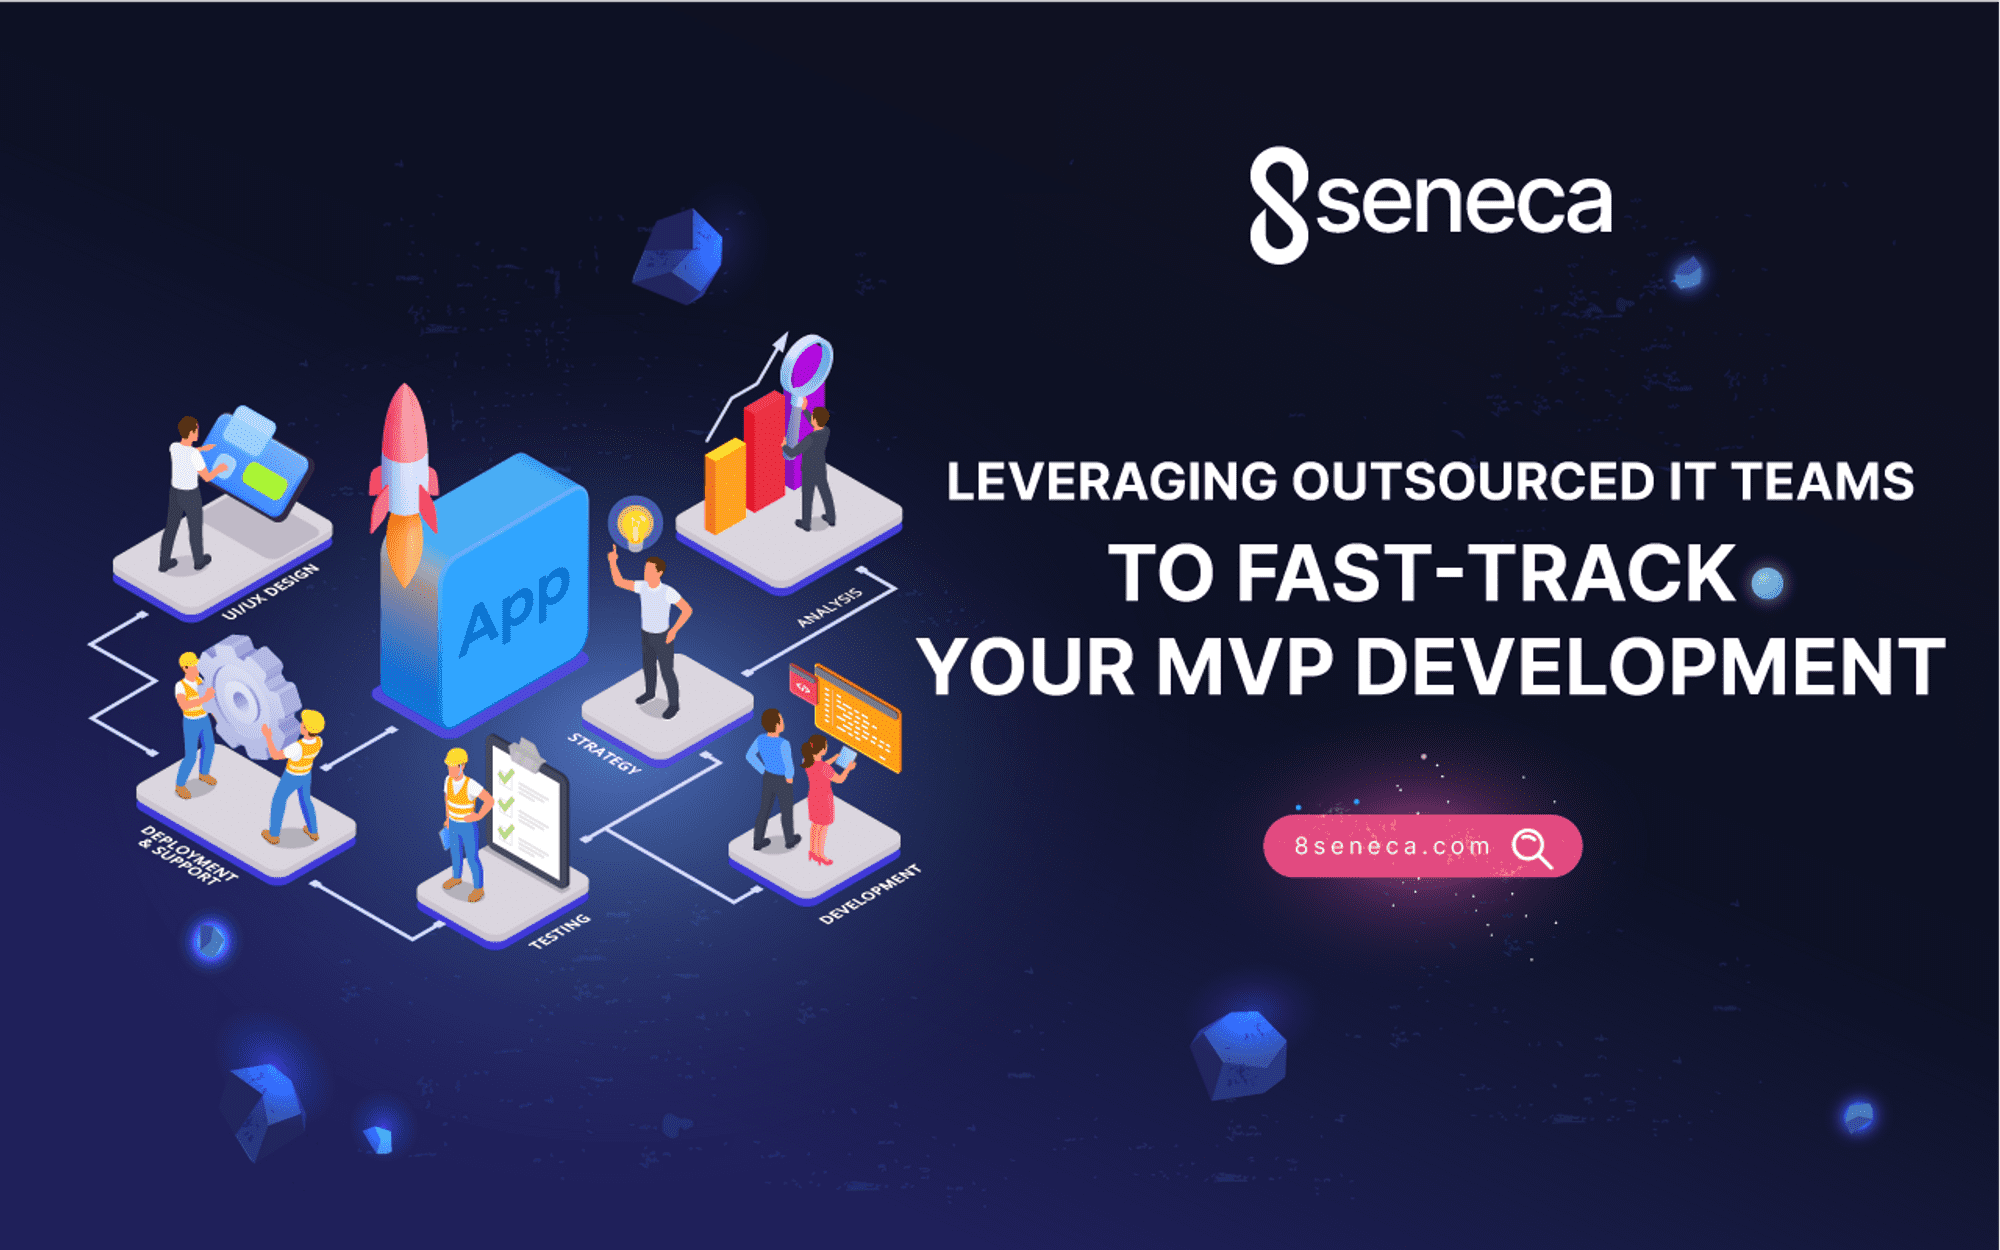 8seneca
LEVERAGING OUTSOURCED IT TEAMS
TO FAST-TRACK
YOUR MVP DEVELOPMENT
8seneca.com
UI/UX DESIGN
App
ANALYSIS
STRATEGY
</>
DEPLOYMENT
& SUPPORT
TESTING
DEVELOPMENT